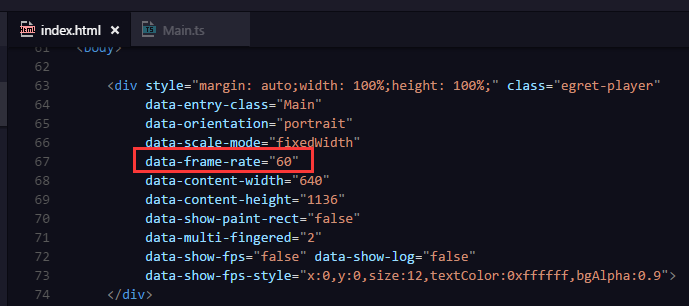 index.html × Main.ts
61 <body>
62
63 <div style="margin: auto;width: 100%;height: 100%;" class="egret-player"
64 data-entry-class="Main"
65 data-orientation="portrait"
66 data-scale-mode="fixedWidth"
67 data-frame-rate="60"
68 data-content-width="640"
69 data-content-height="1136"
70 data-show-paint-rect="false"
71 data-multi-fingered="2"
72 data-show-fps="false" data-show-log="false"
73 data-show-fps-style="x:0,y:0,size:12,textColor:0xffffff,bgAlpha:0.9">
74 </div>